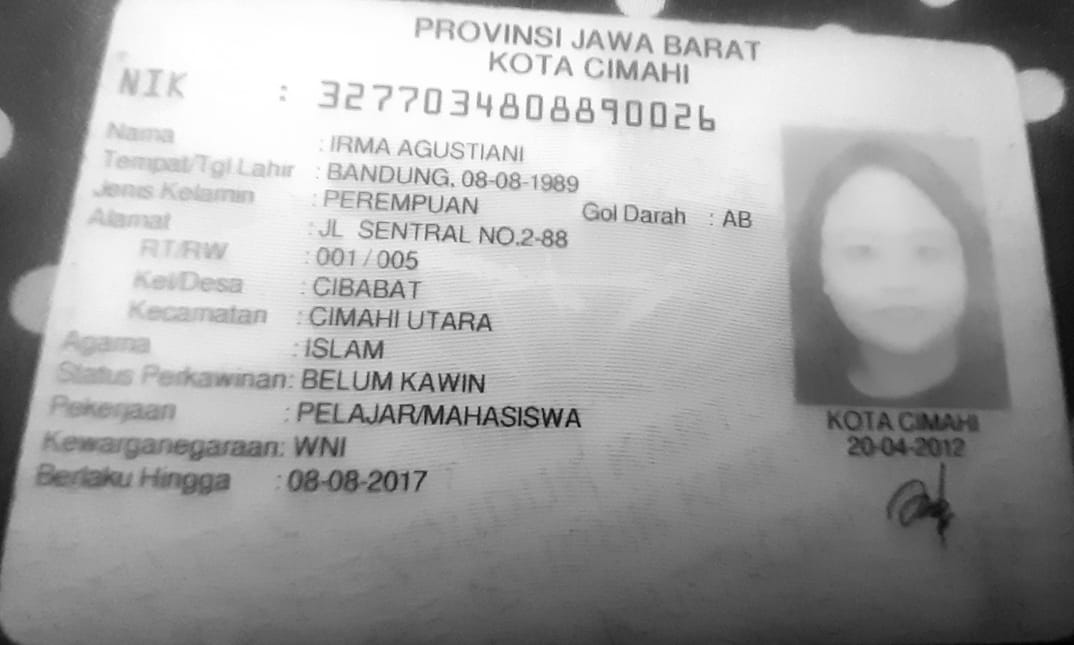 PROVINSI JAWA BARAT
KOTA CIMAHI
NIK : 3277034808890026
Nama : IRMA AGUSTIANI
Tempat/Tgl Lahir : BANDUNG, 08-08-1989
Jenis Kelamin : PEREMPUAN Gol Darah : AB
Alamat : JL SENTRAL NO.2-88
RT/RW : 001 / 005
Kel/Desa : CIBABAT
Kecamatan : CIMAHI UTARA
Agama : ISLAM
Status Perkawinan: BELUM KAWIN
Pekerjaan : PELAJAR/MAHASISWA
Kewarganegaraan: WNI
Berlaku Hingga : 08-08-2017
KOTA CIMAHI
20-04-2012